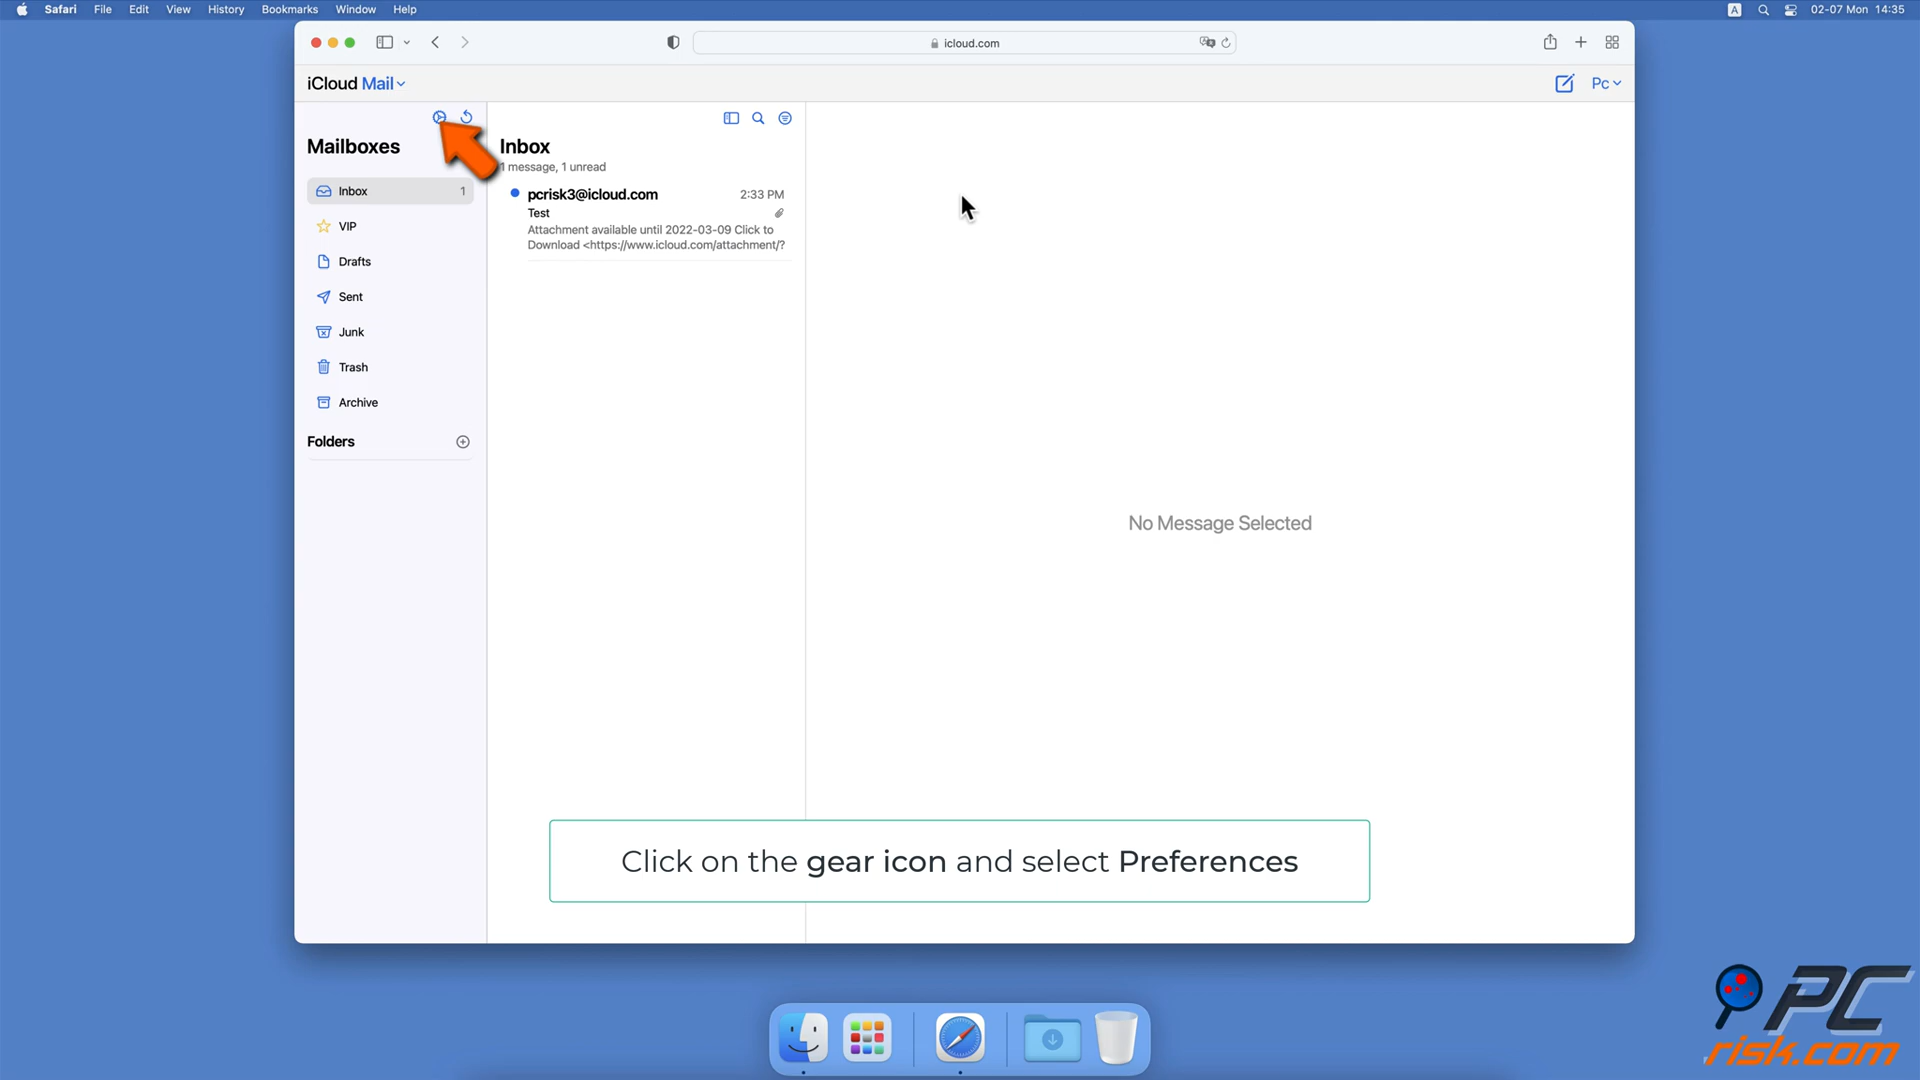 Safari File Edit View History Bookmarks Window Help
A 02-07 Mon 14:35
icloud.com
iCloud Mail
Pc
Mailboxes
Inbox 1
VIP
Drafts
Sent
Junk
Trash
Archive
Folders
Inbox
1 message, 1 unread
pcrisk3@icloud.com 2:33 PM
Test
Attachment available until 2022-03-09 Click to
Download <https://www.icloud.com/attachment/?
No Message Selected
Click on the gear icon and select Preferences
PC
risk.com